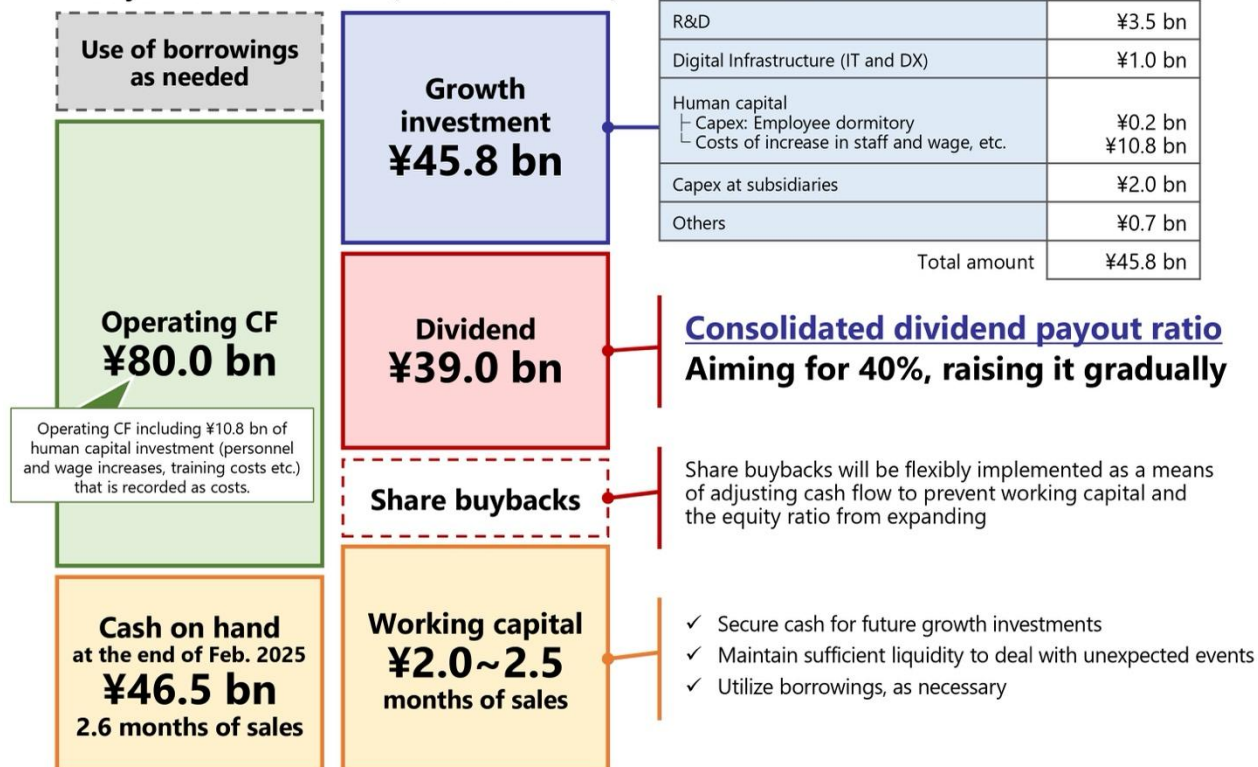 Use of borrowings
as needed
Operating CF
¥80.0 bn
Operating CF including ¥10.8 bn of
human capital investment (personnel
and wage increases, training costs etc.)
that is recorded as costs.
Cash on hand
at the end of Feb. 2025
¥46.5 bn
2.6 months of sales
Growth
investment
¥45.8 bn
Dividend
¥39.0 bn
Share buybacks
Working capital
¥2.0~2.5
months of sales
R&D ¥3.5 bn
Digital Infrastructure (IT and DX) ¥1.0 bn
Human capital
├ Capex: Employee dormitory ¥0.2 bn
└ Costs of increase in staff and wage, etc. ¥10.8 bn
Capex at subsidiaries ¥2.0 bn
Others ¥0.7 bn
Total amount ¥45.8 bn
Consolidated dividend payout ratio
Aiming for 40%, raising it gradually
Share buybacks will be flexibly implemented as a means
of adjusting cash flow to prevent working capital and
the equity ratio from expanding
✓ Secure cash for future growth investments
✓ Maintain sufficient liquidity to deal with unexpected events
✓ Utilize borrowings, as necessary